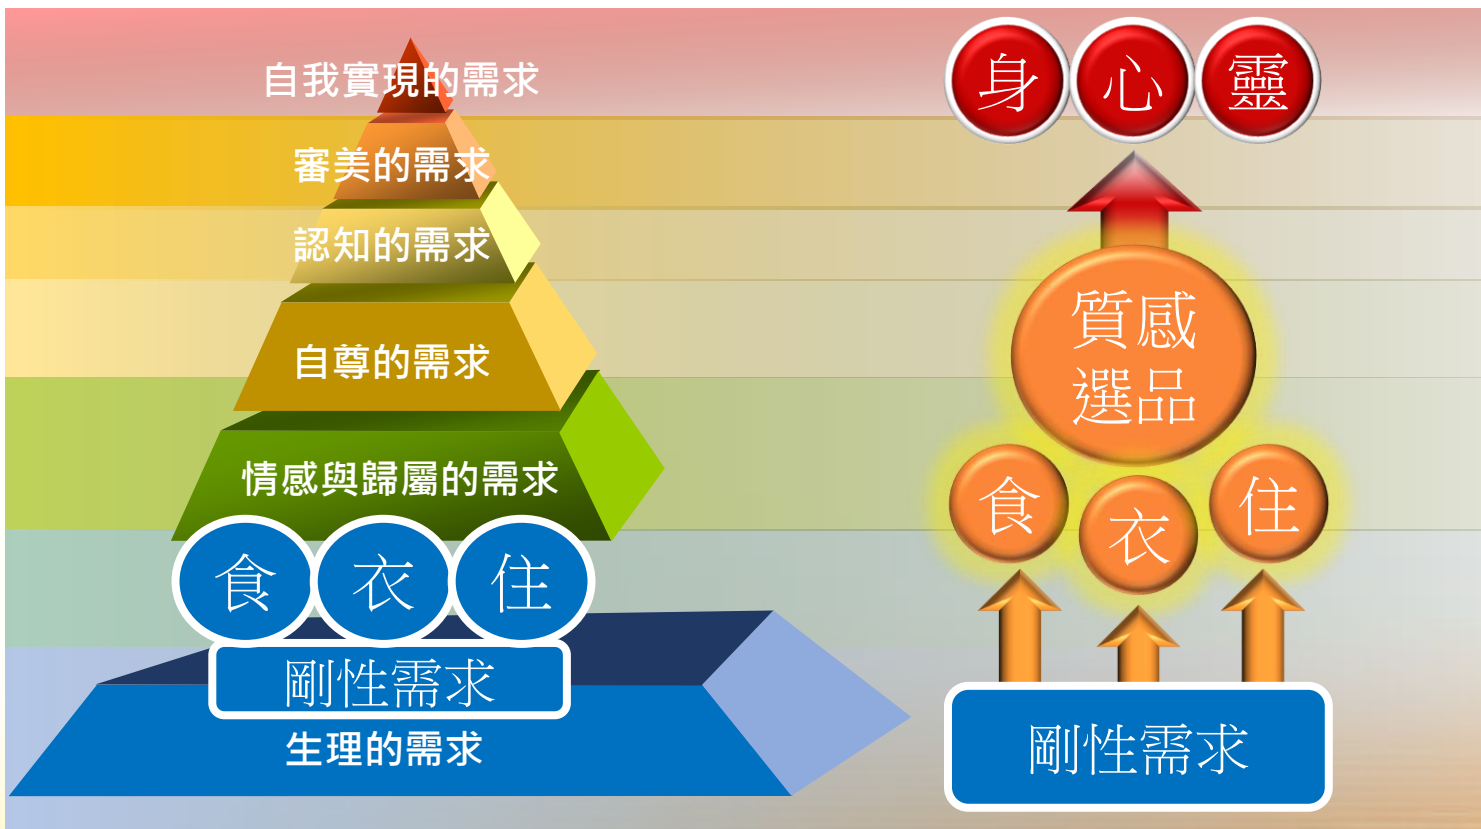 自我實現的需求
審美的需求
認知的需求
自尊的需求
情感與歸屬的需求
食 衣 住
剛性需求
生理的需求
身 心 靈
質感
選品
食 衣 住
剛性需求